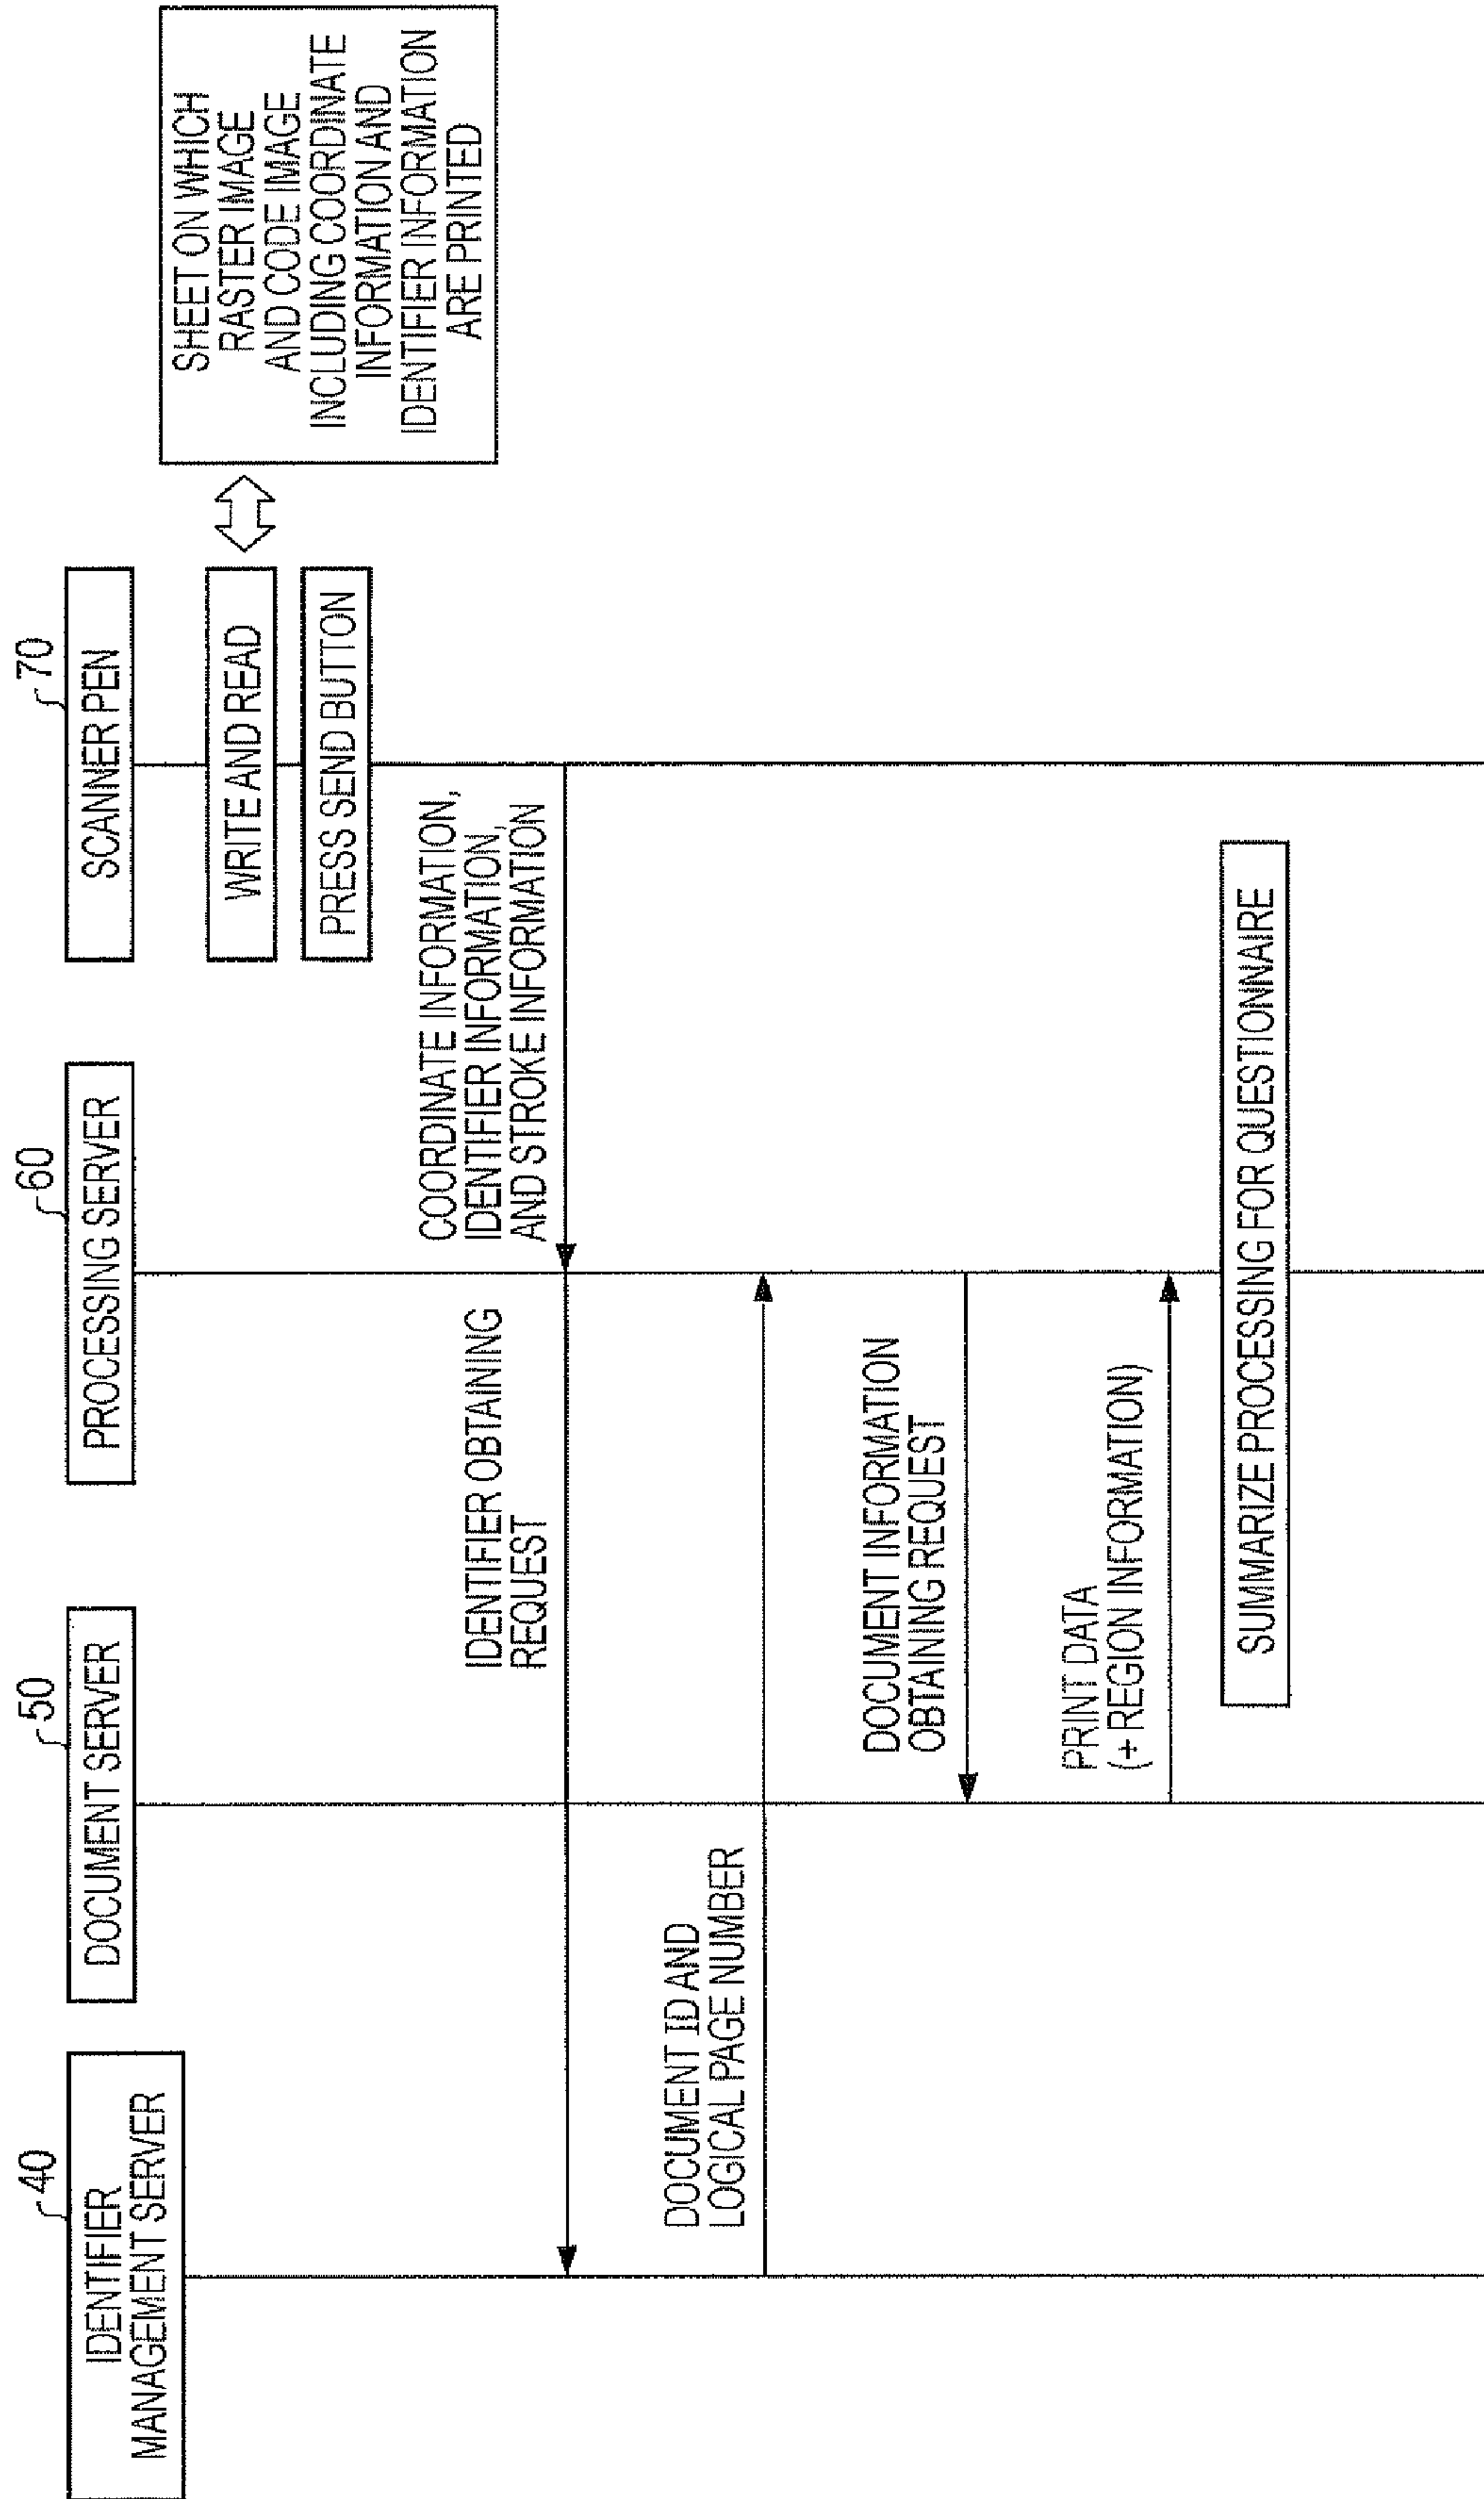 40
IDENTIFIER
MANAGEMENT SERVER
50
DOCUMENT SERVER
60
PROCESSING SERVER
70
SCANNER PEN
WRITE AND READ
PRESS SEND BUTTON
SHEET ON WHICH
RASTER IMAGE
AND CODE IMAGE
INCLUDING COORDINATE
INFORMATION AND
IDENTIFIER INFORMATION
ARE PRINTED
COORDINATE INFORMATION,
IDENTIFIER INFORMATION,
AND STROKE INFORMATION
IDENTIFIER OBTAINING
REQUEST
DOCUMENT ID AND
LOGICAL PAGE NUMBER
DOCUMENT INFORMATION
OBTAINING REQUEST
PRINT DATA
(+ REGION INFORMATION)
SUMMARIZE PROCESSING FOR QUESTIONNAIRE